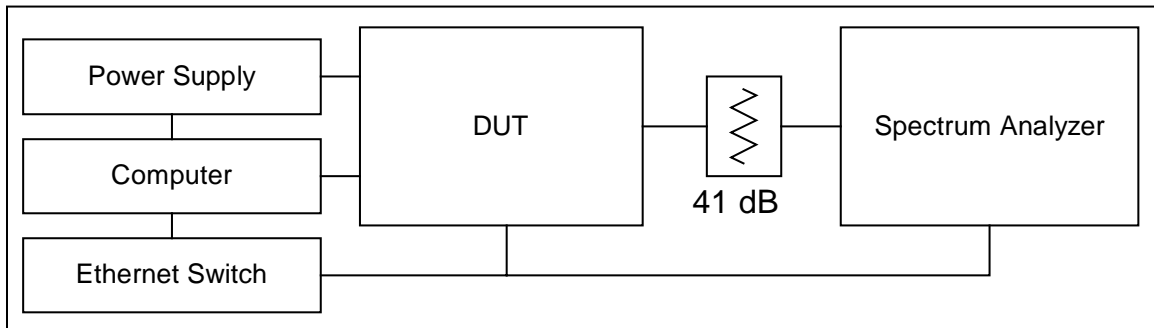 Power Supply
Computer
Ethernet Switch
DUT
41 dB
Spectrum Analyzer